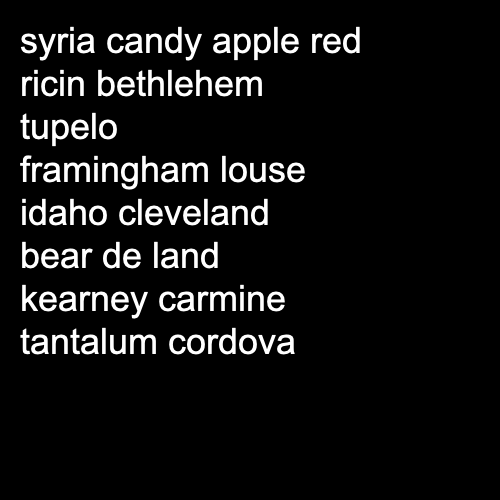 syria candy apple red
ricin bethlehem
tupelo
framingham louse
idaho cleveland
bear de land
kearney carmine
tantalum cordova